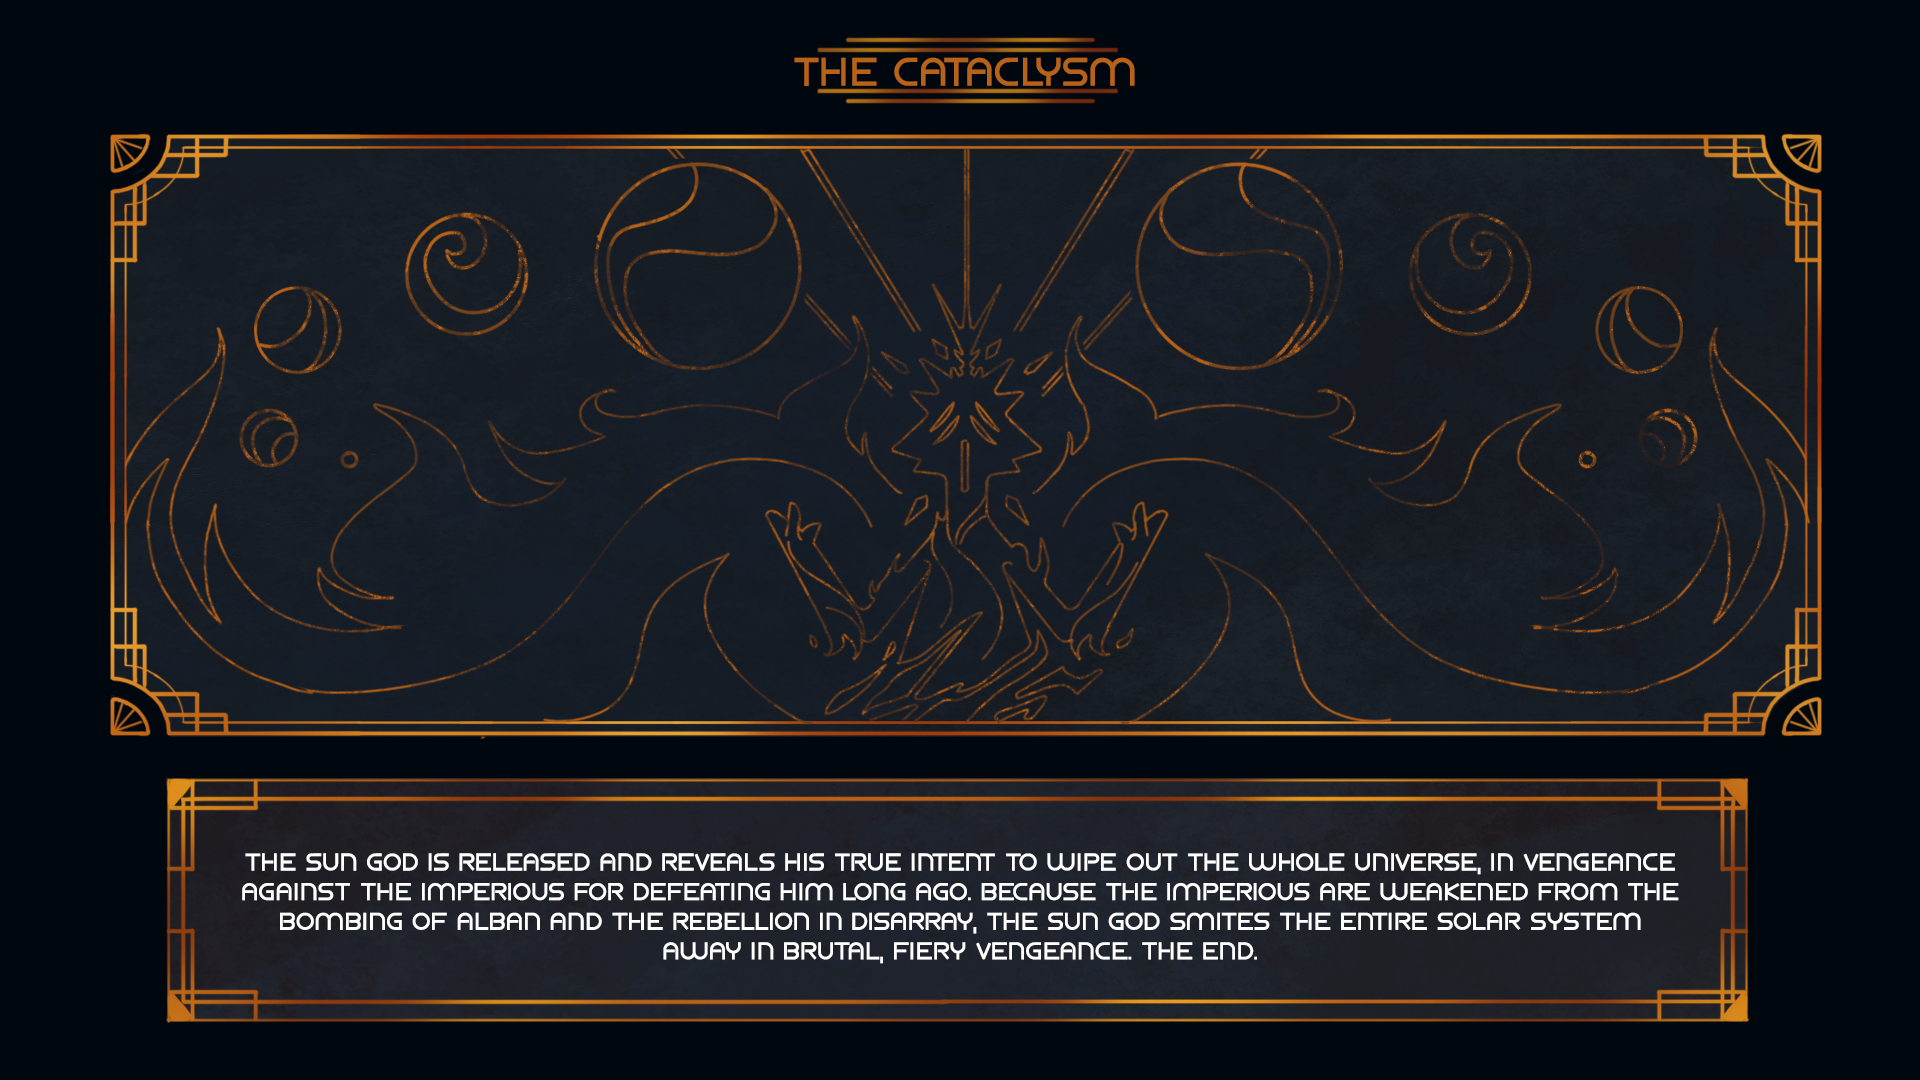 THE CATACLYSM
THE SUN GOD IS RELEASED AND REVEALS HIS TRUE INTENT TO WIPE OUT THE WHOLE UNIVERSE, IN VENGEANCE
AGAINST THE IMPERIOUS FOR DEFEATING HIM LONG AGO. BECAUSE THE IMPERIOUS ARE WEAKENED FROM THE
BOMBING OF ALBAN AND THE REBELLION IN DISARRAY, THE SUN GOD SMITES THE ENTIRE SOLAR SYSTEM
AWAY IN BRUTAL, FIERY VENGEANCE. THE END.